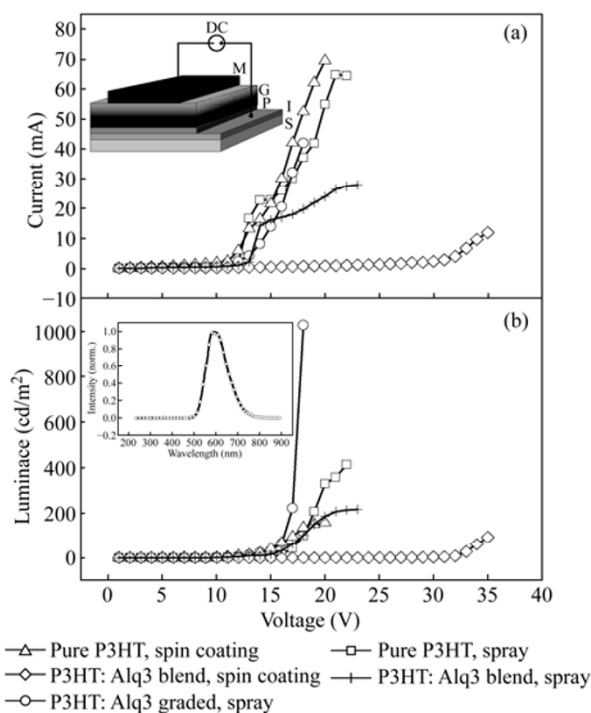 (a)
80
70
60
50
40
30
20
10
0
−10
Current (mA)
DC
M
G
P
I
S
(b)
1000
800
600
400
200
0
Luminace (cd/m²)
1.0
0.8
0.6
0.4
0.2
0.0
−0.2
Intensity (norm.)
200 300 400 500 600 700 800 900
Wavelength (nm)
0 5 10 15 20 25 30 35 40
Voltage (V)
Pure P3HT, spin coating
Pure P3HT, spray
P3HT: Alq3 blend, spin coating
P3HT: Alq3 blend, spray
P3HT: Alq3 graded, spray